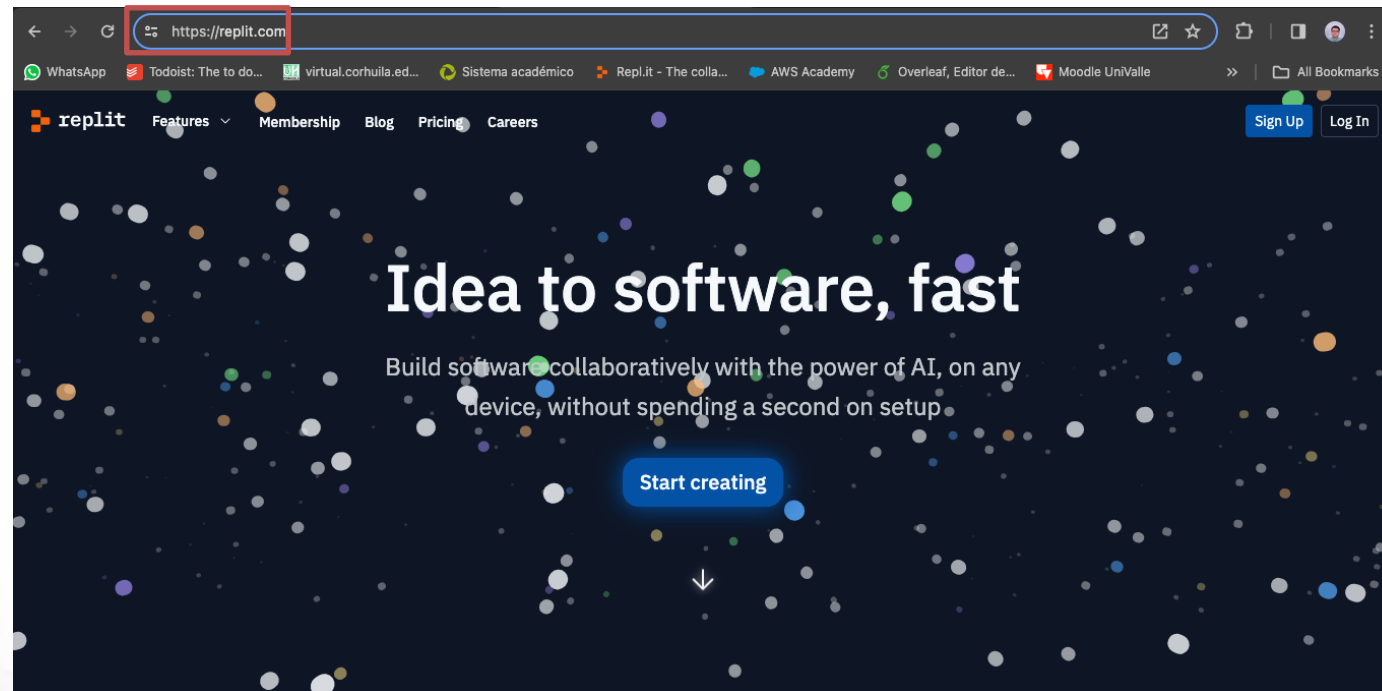 https://replit.com
WhatsApp Todoist: The to do... virtual.corhuila.ed... Sistema académico Repl.it - The colla... AWS Academy Overleaf, Editor de... Moodle UniValle » All Bookmarks
replit Features Membership Blog Pricing Careers Sign Up Log In
Idea to software, fast
Build software collaboratively with the power of AI, on any
device, without spending a second on setup
Start creating